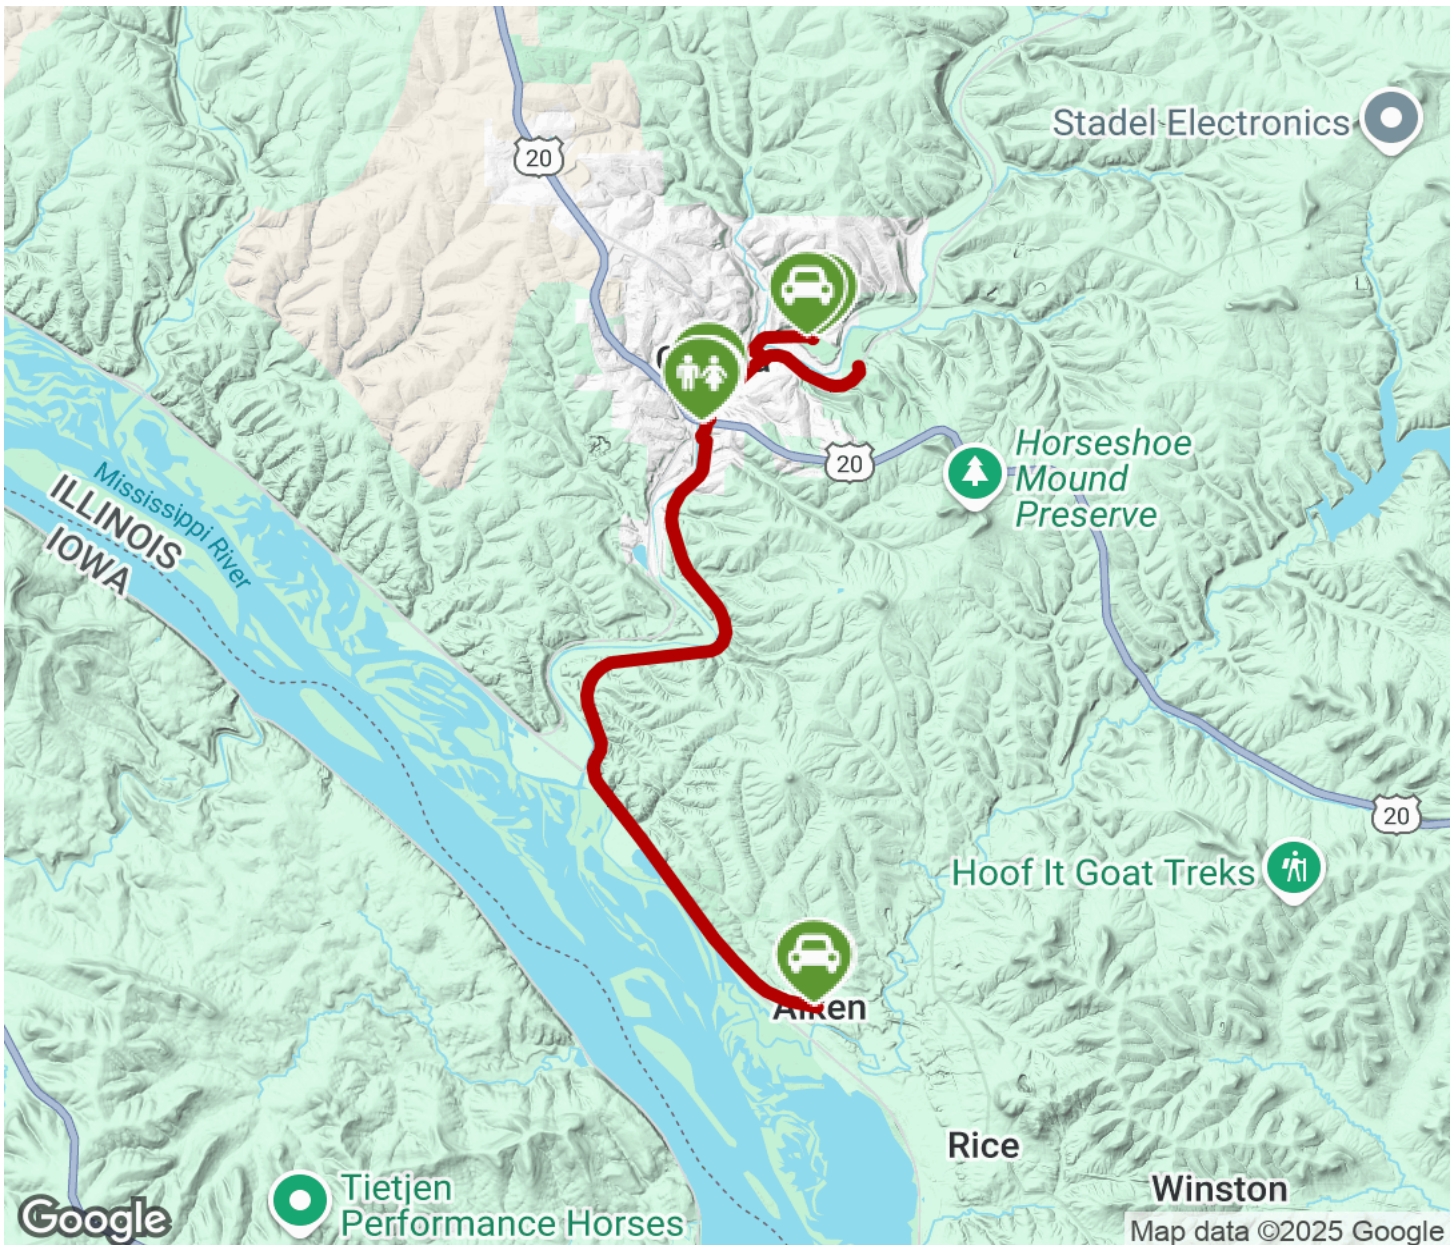 Stadel Electronics
20
20
Horseshoe
Mound
Preserve
Mississippi River
ILLINOIS
IOWA
20
Hoof It Goat Treks
Aiken
Rice
Winston
Tietjen
Performance Horses
Google
Map data ©2025 Google